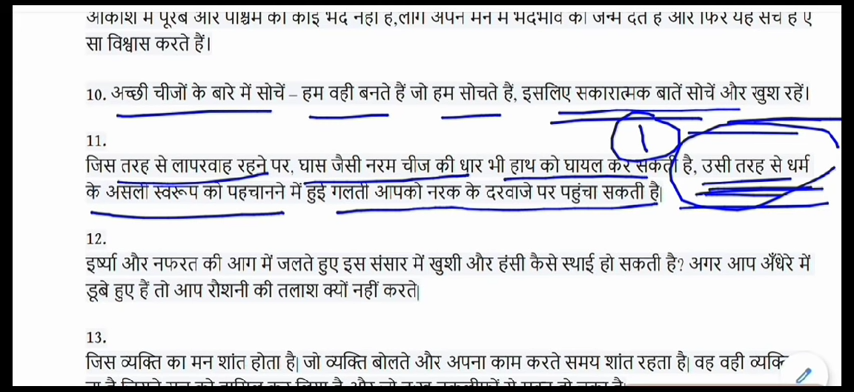 आकाश में पूरब और पश्चिम का कोई भेद नहीं है,लोग अपने मन में भेदभाव को जन्म देते हैं और फिर यह सच है ऐ
सा विश्वास करते हैं।
10. अच्छी चीजों के बारे में सोचें – हम वही बनते हैं जो हम सोचते हैं, इसलिए सकारात्मक बातें सोचें और खुश रहें।
1
11.
जिस तरह से लापरवाह रहने पर, घास जैसी नरम चीज की धार भी हाथ को घायल कर सकती है, उसी तरह से धर्म
के असली स्वरूप को पहचानने में हुई गलती आपको नरक के दरवाजे पर पहुंचा सकती है|
12.
इर्ष्या और नफरत की आग में जलते हुए इस संसार में खुशी और हंसी कैसे स्थाई हो सकती है? अगर आप अँधेरे में
डूबे हुए हैं तो आप रौशनी की तलाश क्यों नहीं करते|
13.
जिस व्यक्ति का मन शांत होता है| जो व्यक्ति बोलते और अपना काम करते समय शांत रहता है| वह वही व्यक्ति